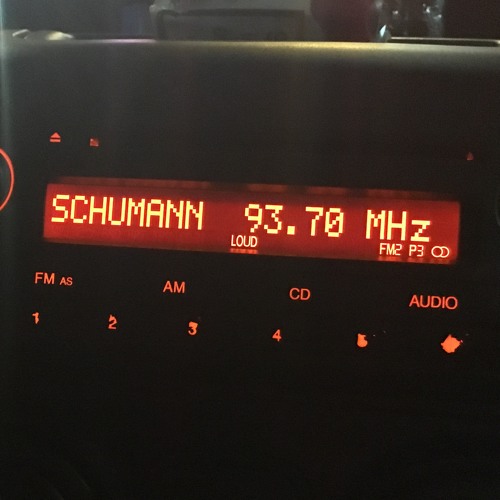 SCHUMANN 93.70 MHz
LOUD FM2 P3
FM AS AM CD AUDIO
1 2 3 4 5